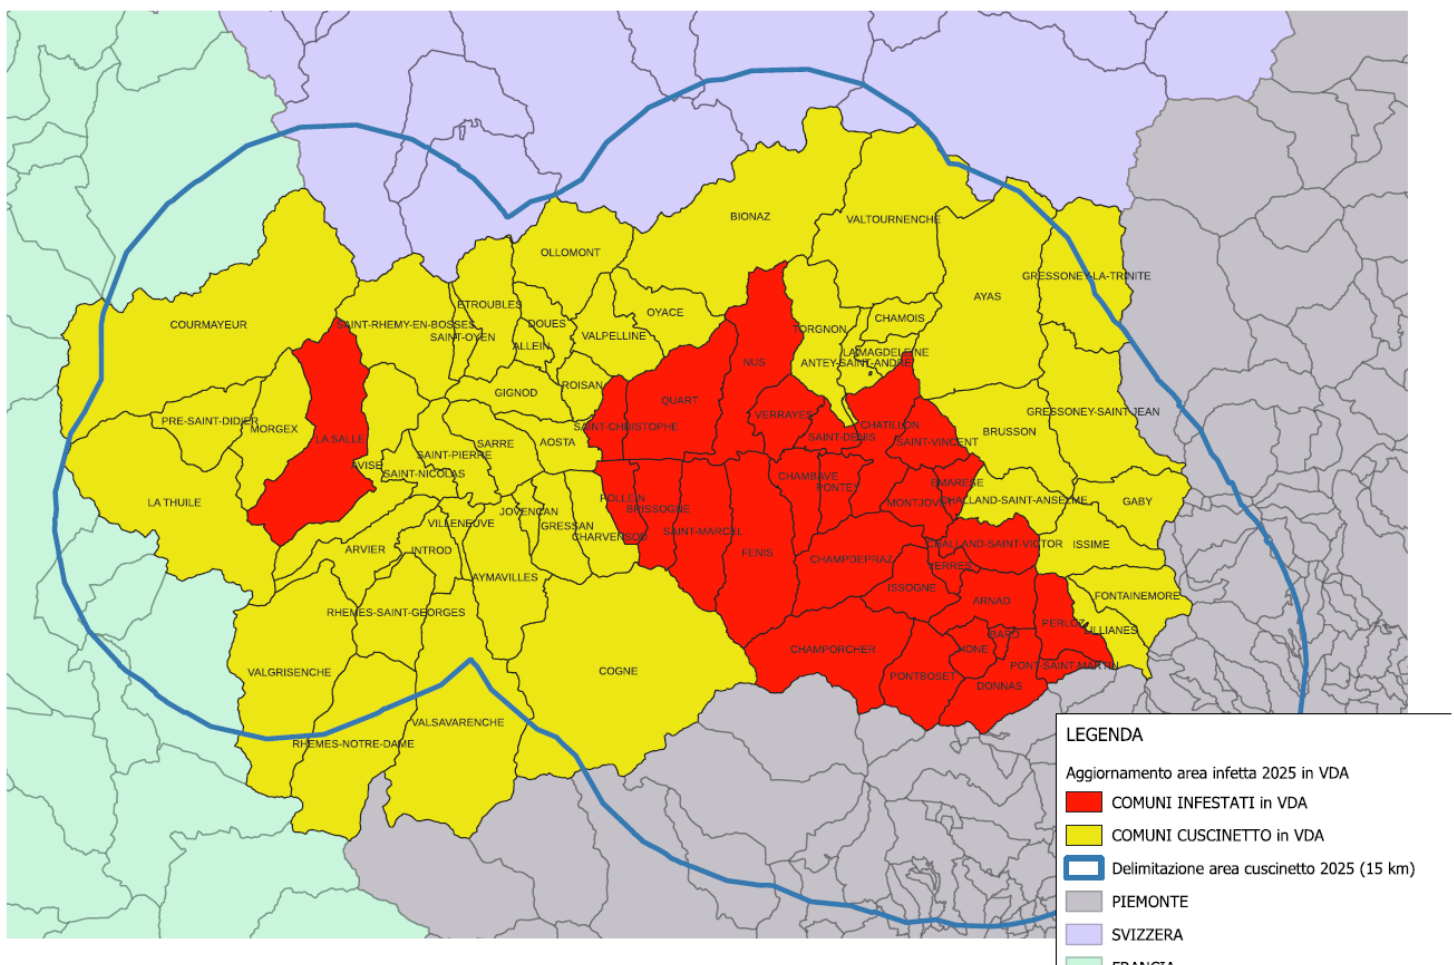 BIONAZ
VALTOURNENCHE
OLLOMONT
GRESSONEY-LA-TRINITE
AYAS
ETROUBLES
OYACE
CHAMOIS
COURMAYEUR
SAINT-RHEMY-EN-BOSSES
DOUES
TORGNON
SAINT-OYEN
VALPELLINE
ALLEIN
LA MAGDELEINE
NUS
ANTEY-SAINT-ANDRE
ROISAN
GIGNOD
QUART
GRESSONEY-SAINT-JEAN
VERRAYES
PRE-SAINT-DIDIER
MORGEX
SAINT-CHRISTOPHE
CHATILLON
BRUSSON
LA SALLE
SAINT-DENIS
SARRE
AOSTA
SAINT-VINCENT
SAINT-PIERRE
AVISE
SAINT-NICOLAS
CHAMBAVE
EMARESE
PONTEY
POLLEIN
LA THUILE
CHALLAND-SAINT-ANSELME
GABY
BRISSOGNE
MONTJOVET
JOVENCAN
VILLENEUVE
GRESSAN
SAINT-MARCEL
CHARVENSOD
CHALLAND-SAINT-VICTOR
ISSIME
ARVIER
INTROD
FENIS
CHAMPDEPRAZ
VERRES
AYMAVILLES
ISSOGNE
FONTAINEMORE
ARNAD
RHEMES-SAINT-GEORGES
PERLOZ
LILLIANES
BARD
CHAMPORCHER
HONE
PONT-SAINT-MARTIN
VALGRISENCHE
COGNE
PONTBOSET
DONNAS
VALSAVARENCHE
RHEMES-NOTRE-DAME
LEGENDA
Aggiornamento area infetta 2025 in VDA
COMUNI INFESTATI in VDA
COMUNI CUSCINETTO in VDA
Delimitazione area cuscinetto 2025 (15 km)
PIEMONTE
SVIZZERA
FRANCIA